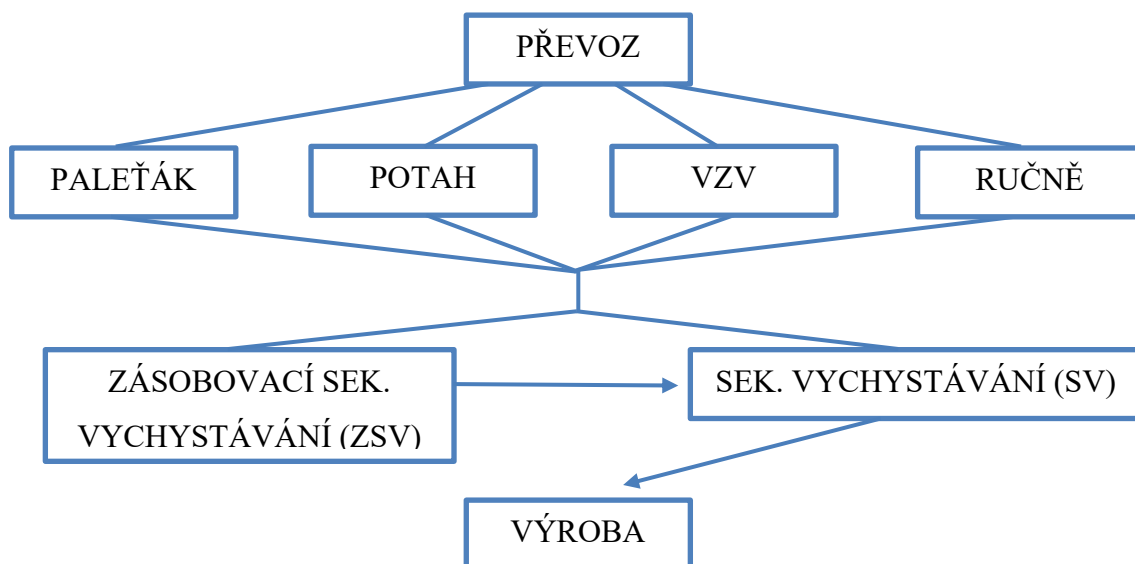 PŘEVOZ
PALEŤÁK
POTAH
VZV
RUČNĚ
ZÁSOBOVACÍ SEK.
VYCHYSTÁVÁNÍ (ZSV)
SEK. VYCHYSTÁVÁNÍ (SV)
VÝROBA